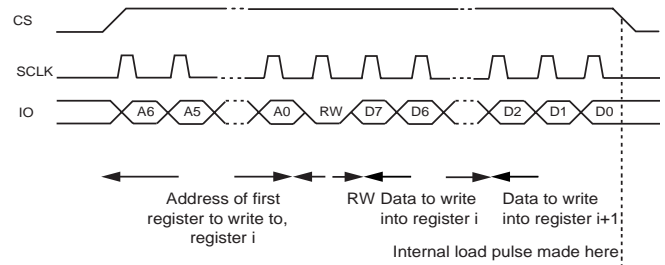 CS
SCLK
IO
A6
A5
A0
RW
D7
D6
D2
D1
D0
Address of first
register to write to,
register i
RW
Data to write
into register i
Data to write
into register i+1
Internal load pulse made here